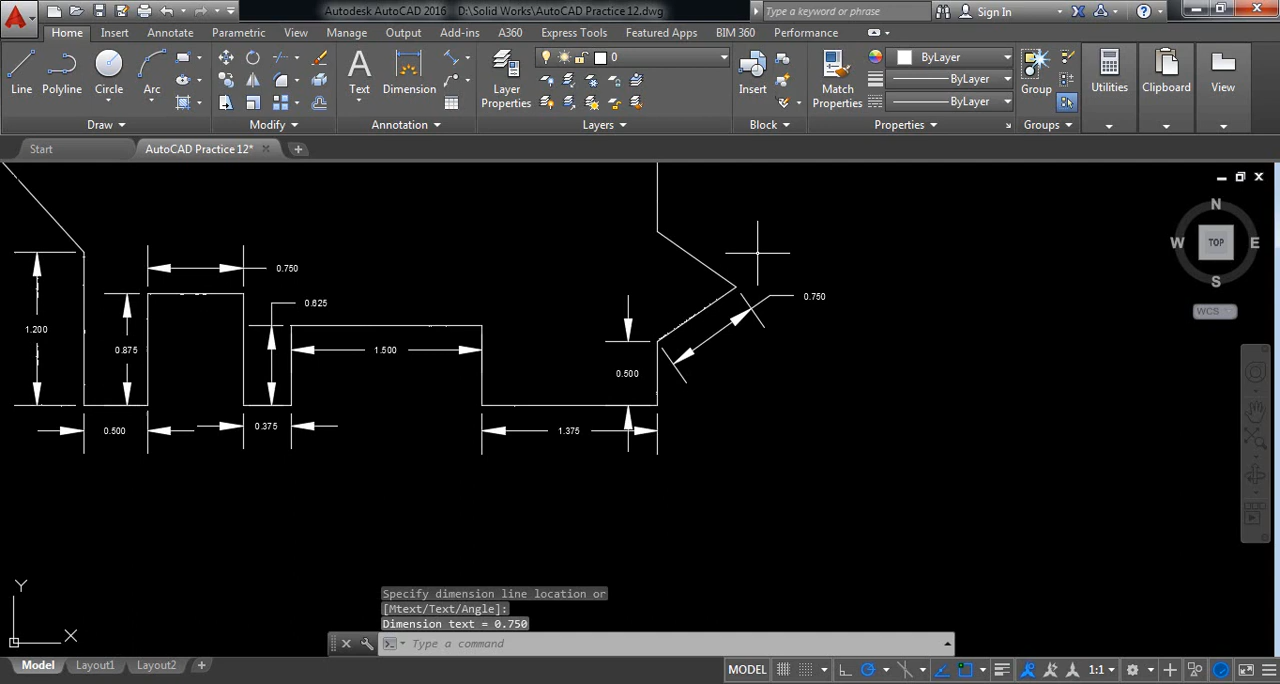 Autodesk AutoCAD 2016 D:\Solid Works\AutoCAD Practice 12.dwg
Type a keyword or phrase
Sign In
Home Insert Annotate Parametric View Manage Output Add-ins A360 Express Tools Featured Apps BIM 360 Performance
0
ByLayer
ByLayer
ByLayer
Line Polyline Circle Arc Text Dimension Layer Properties Insert Match Properties Group Utilities Clipboard View
Draw Modify Annotation Layers Block Properties Groups
Start AutoCAD Practice 12*
N
W TOP E
S
WCS
0.750
0.750
0.625
1.200
0.875
1.500
0.500
0.500
0.375
1.375
Y
X
Specify dimension line location or
[Mtext/Text/Angle]:
Dimension text = 0.750
Type a command
Model Layout1 Layout2
MODEL 1:1